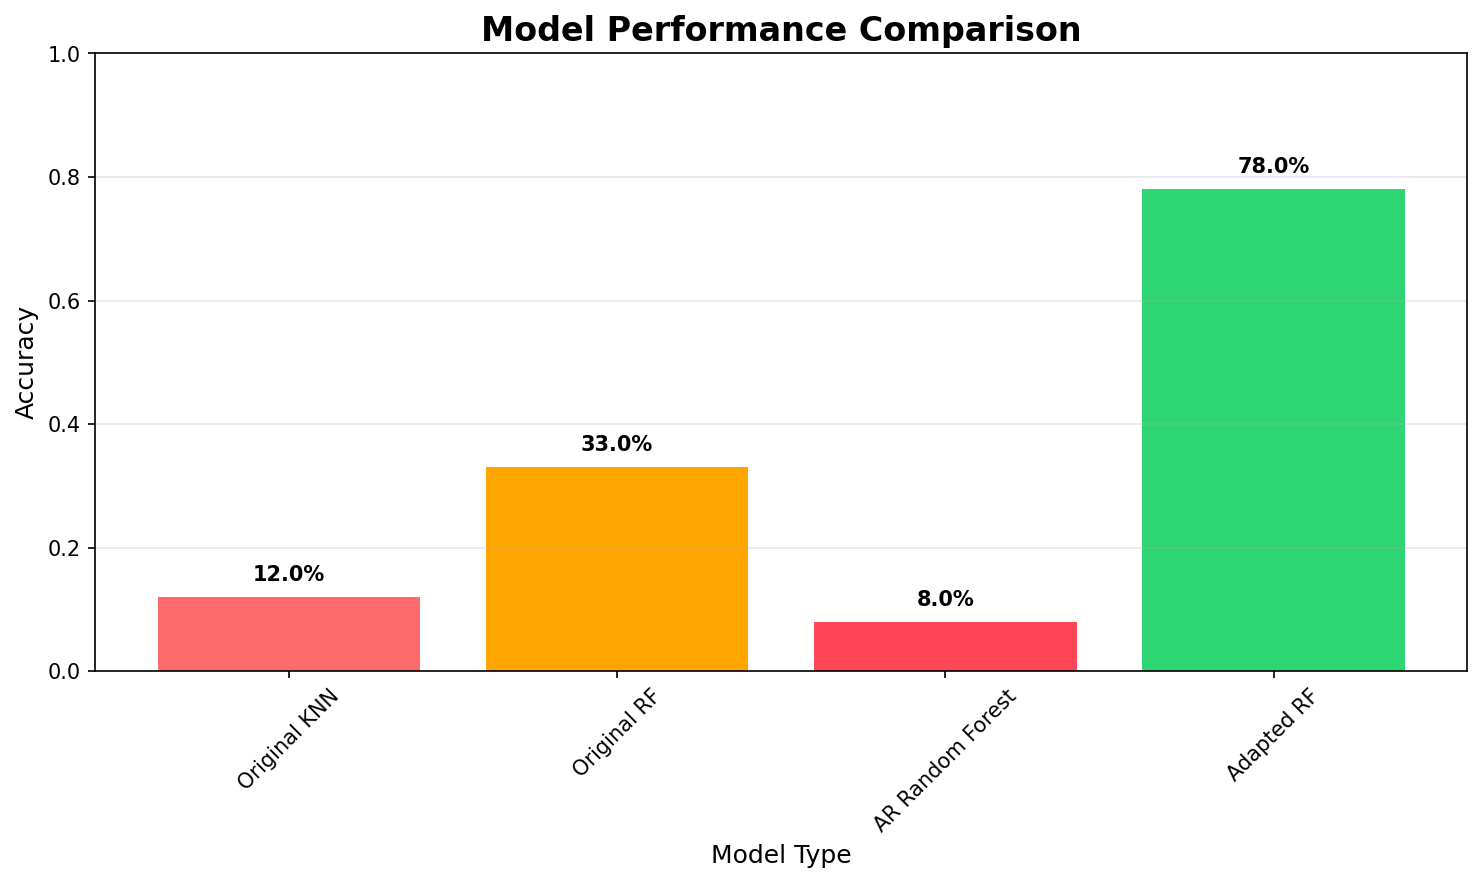 Model Performance Comparison
1.0
0.8
0.6
0.4
0.2
0.0
Accuracy
12.0%
33.0%
8.0%
78.0%
Original KNN
Original RF
AR Random Forest
Adapted RF
Model Type